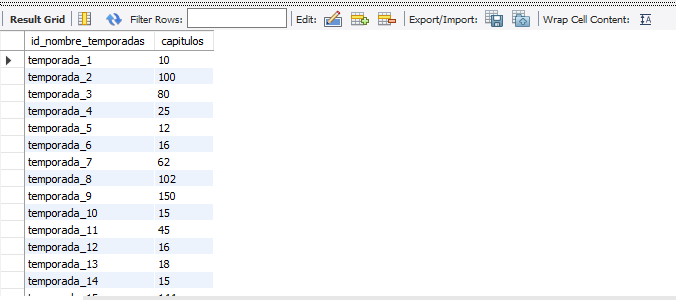 Result Grid Filter Rows: Edit: Export/Import: Wrap Cell Content: IA
id_nombre_temporadas capitulos
temporada_1 10
temporada_2 100
temporada_3 80
temporada_4 25
temporada_5 12
temporada_6 16
temporada_7 62
temporada_8 102
temporada_9 150
temporada_10 15
temporada_11 45
temporada_12 16
temporada_13 18
temporada_14 15